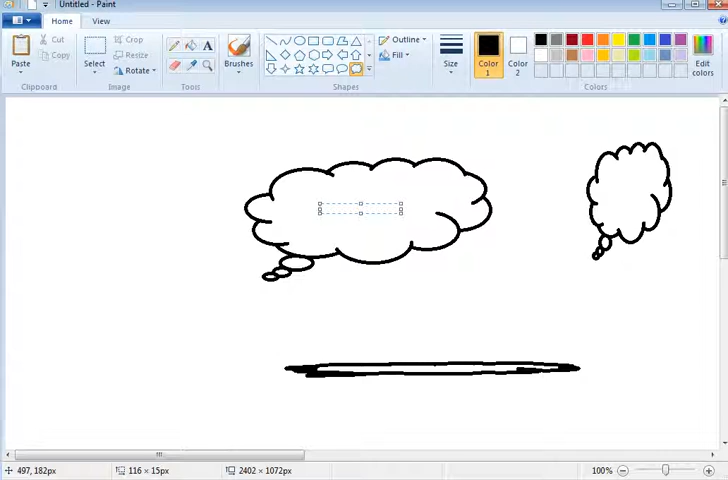 Untitled - Paint
Home
View
Paste
Cut
Copy
Clipboard
Select
Crop
Resize
Rotate
Image
A
Tools
Brushes
Shapes
Outline
Fill
Size
Color 1
Color 2
Colors
Edit colors
497, 182px
116 × 15px
2402 × 1072px
100%